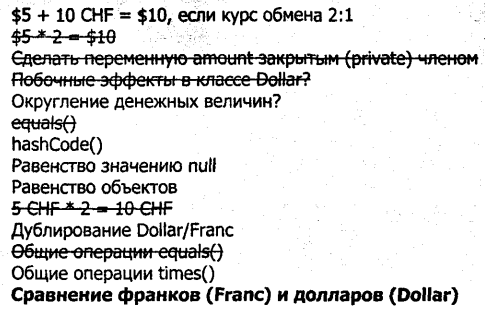 $5 + 10 CHF = $10, если курс обмена 2:1
$5 * 2 = $10
Сделать переменную amount закрытым (private) членом
Побочные эффекты в классе Dollar?
Округление денежных величин?
equals()
hashCode()
Равенство значению null
Равенство объектов
5 CHF * 2 = 10 CHF
Дублирование Dollar/Franc
Общие операции equals()
Общие операции times()
Сравнение франков (Franc) и долларов (Dollar)